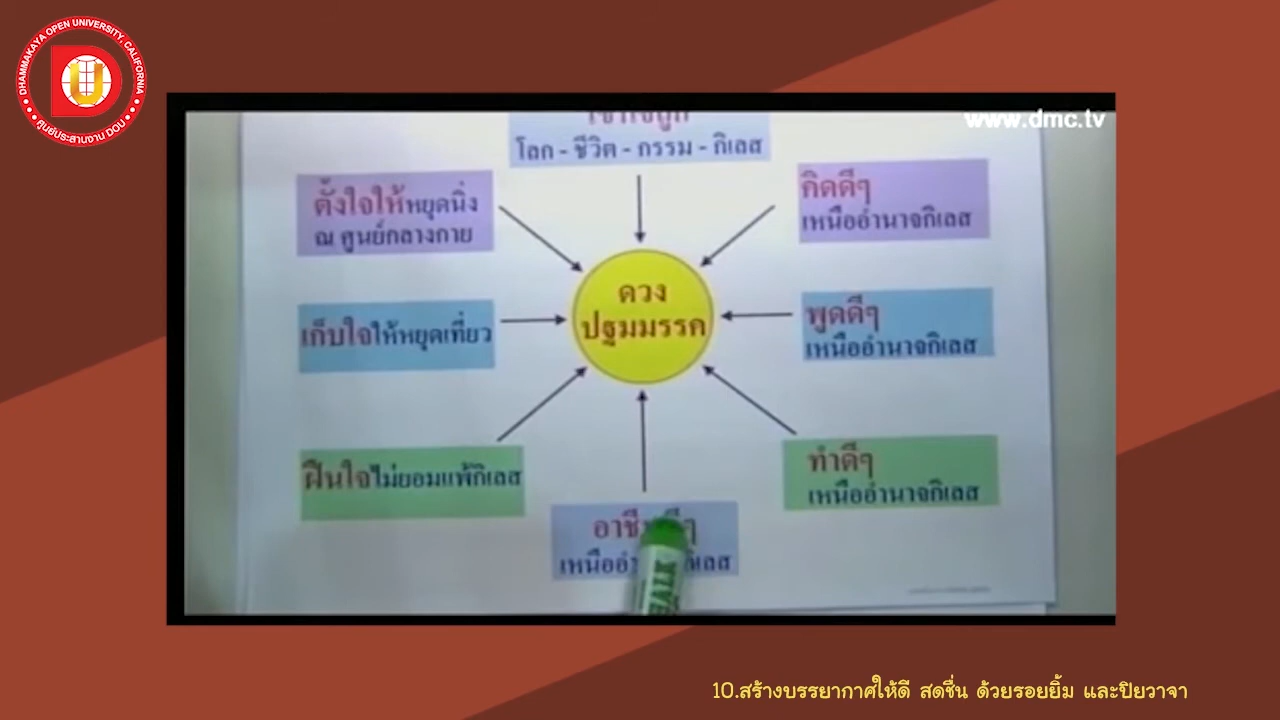 DHAMMAKAYA OPEN UNIVERSITY, CALIFORNIA
DU
ศูนย์ประสานงาน DOU
www.dmc.tv
เข้าใจถูก
โลก - ชีวิต - กรรม - กิเลส
ตั้งใจให้หยุดนิ่ง
ณ ศูนย์กลางกาย
คิดดีๆ
เหนืออำนาจกิเลส
ดวง
ปฐมมรรค
เก็บใจให้หยุดเที่ยว
พูดดีๆ
เหนืออำนาจกิเลส
ฝืนใจไม่ยอมแพ้กิเลส
ทำดีๆ
เหนืออำนาจกิเลส
10.สร้างบรรยากาศให้ดี สดชื่น ด้วยรอยยิ้ม และปิยวาจา